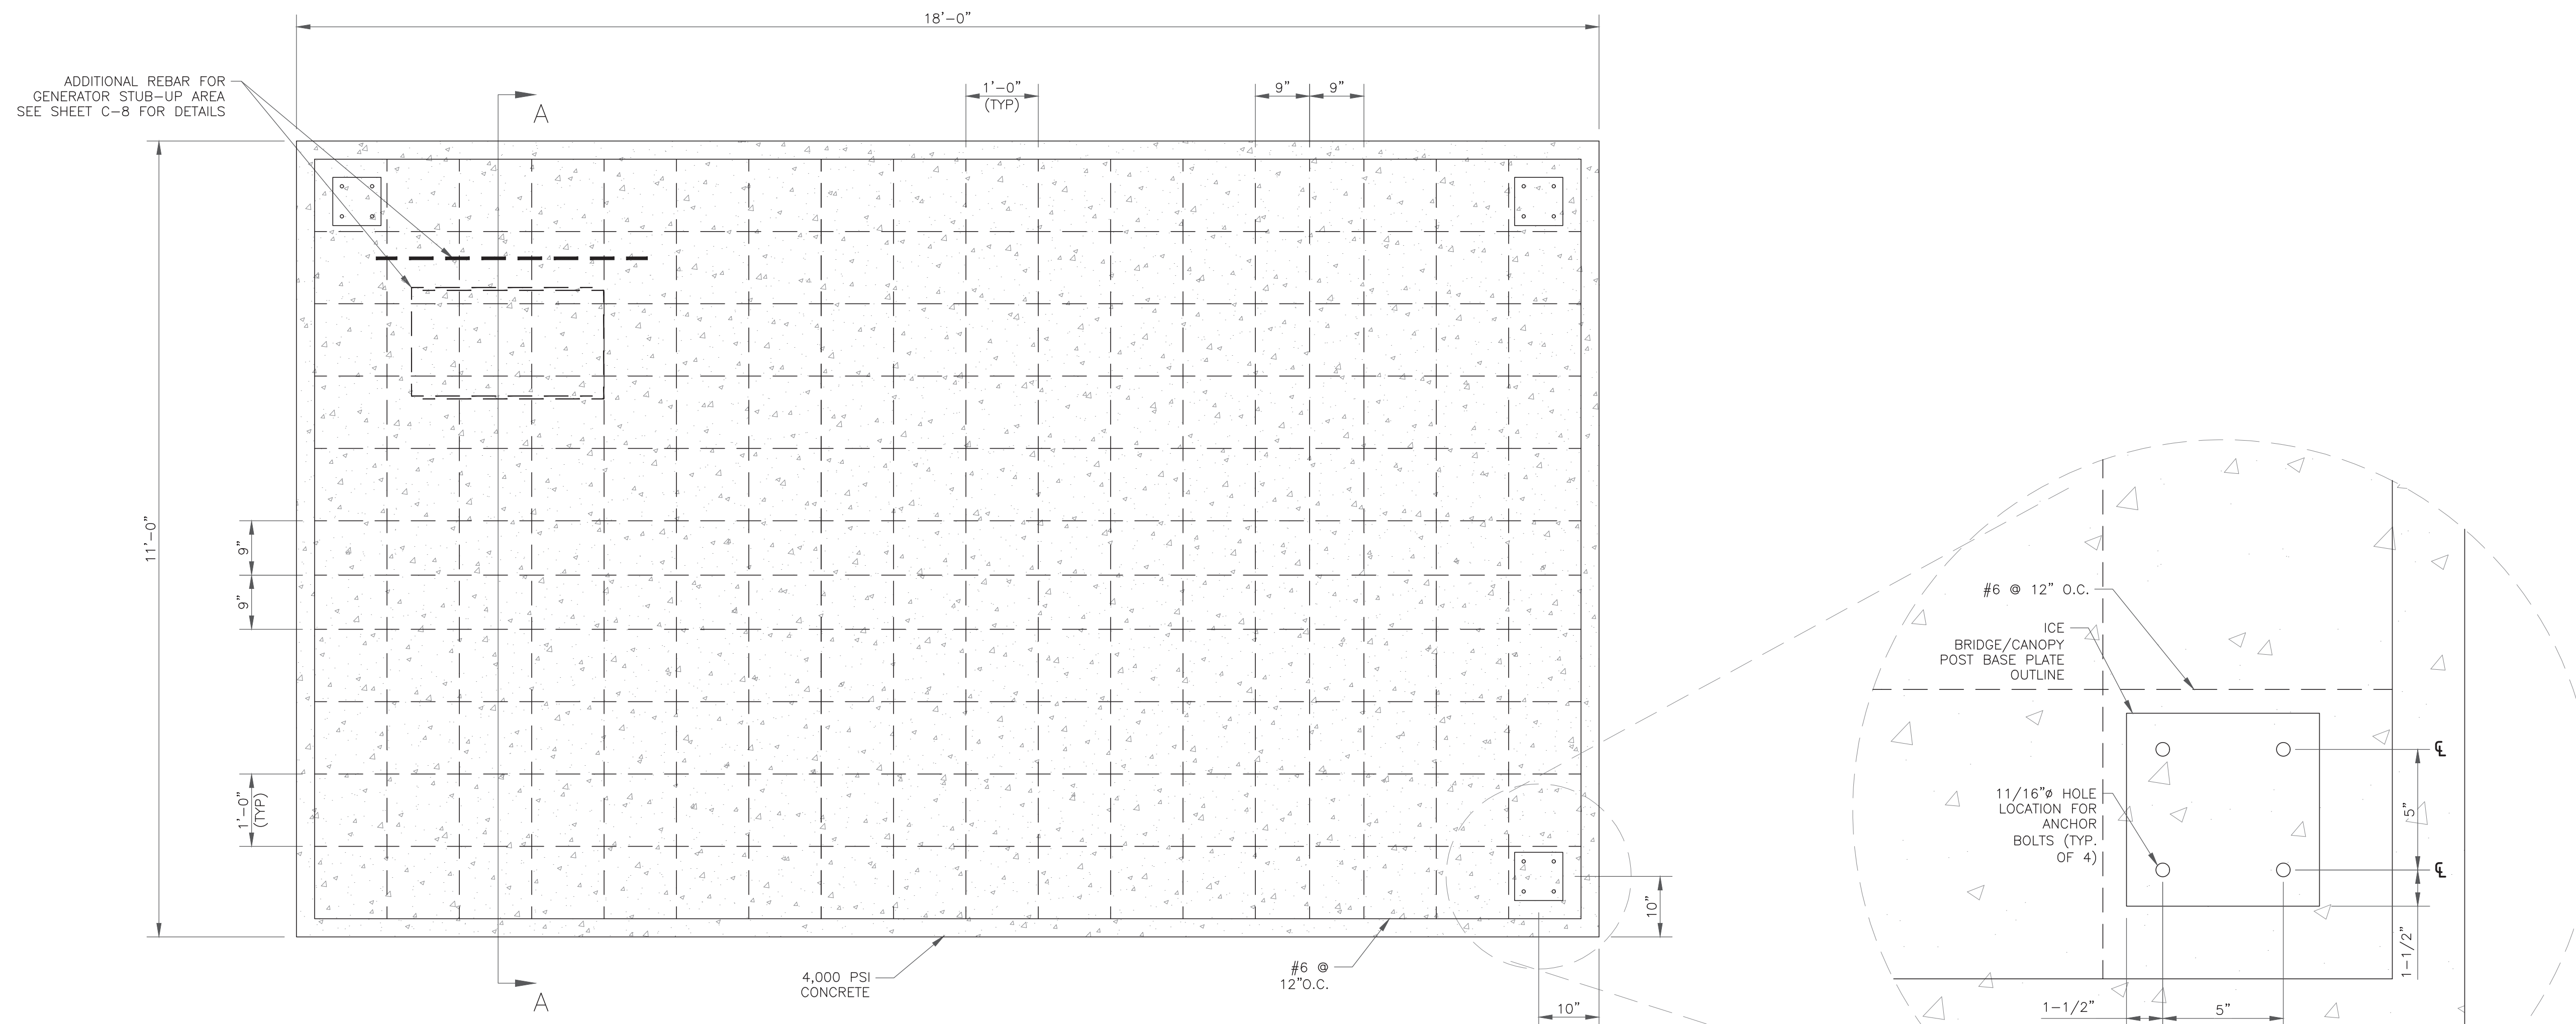 18'-0"
ADDITIONAL REBAR FOR
GENERATOR STUB-UP AREA
SEE SHEET C-8 FOR DETAILS
A
1'-0"
(TYP)
9"
9"
11'-0"
9"
9"
1'-0"
(TYP)
4,000 PSI
CONCRETE
A
#6 @
12"O.C.
10"
10"
#6 @ 12" O.C.
ICE
BRIDGE/CANOPY
POST BASE PLATE
OUTLINE
11/16"ø HOLE
LOCATION FOR
ANCHOR
BOLTS (TYP.
OF 4)
℄
5"
℄
1-1/2"
1-1/2"
5"